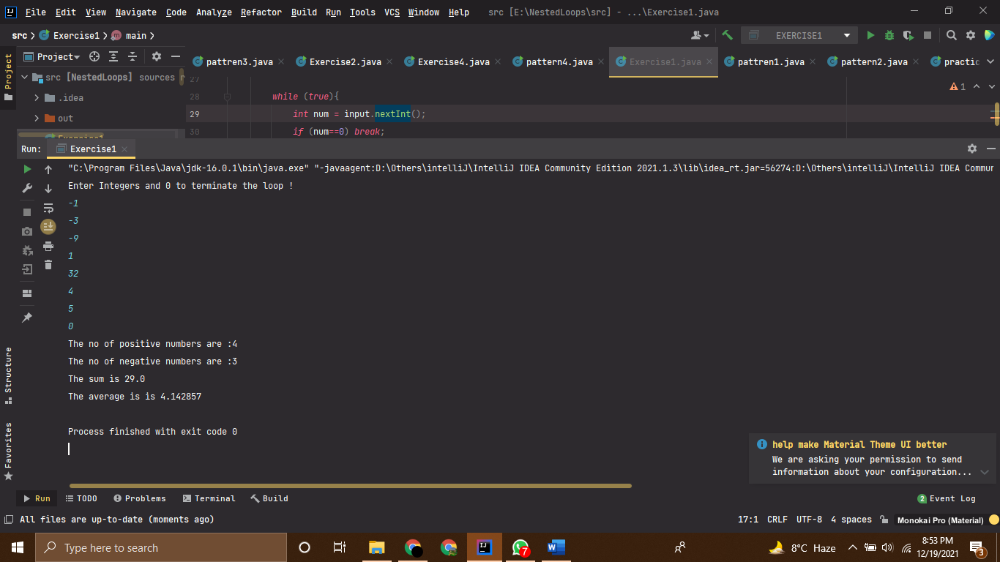 File Edit View Navigate Code Analyze Refactor Build Run Tools VCS Window Help src [E:\NestedLoops\src] - ...\Exercise1.java
src Exercise1 main EXERCISE1
Project
pattren3.java Exercise2.java Exercise4.java pattern4.java Exercise1.java pattren1.java pattern2.java practic
src [NestedLoops] sources r
.idea
out
Exercise1
27
28 while (true){
29 int num = input.nextInt();
30 if (num==0) break;
1
Project
Run: Exercise1
"C:\Program Files\Java\jdk-16.0.1\bin\java.exe" "-javaagent:D:\Others\intelliJ\IntelliJ IDEA Community Edition 2021.1.3\lib\idea_rt.jar=56274:D:\Others\intelliJ\IntelliJ IDEA Commun
Enter Integers and 0 to terminate the loop !
-1
-3
-9
1
32
4
5
0
The no of positive numbers are :4
The no of negative numbers are :3
The sum is 29.0
The average is is 4.142857
Process finished with exit code 0
Structure
Favorites
help make Material Theme UI better
We are asking your permission to send
information about your configuration...
Run TODO Problems Terminal Build 2 Event Log
All files are up-to-date (moments ago) 17:1 CRLF UTF-8 4 spaces Monokai Pro (Material)
Type here to search 7 8°C Haze 8:53 PM
12/19/2021 3